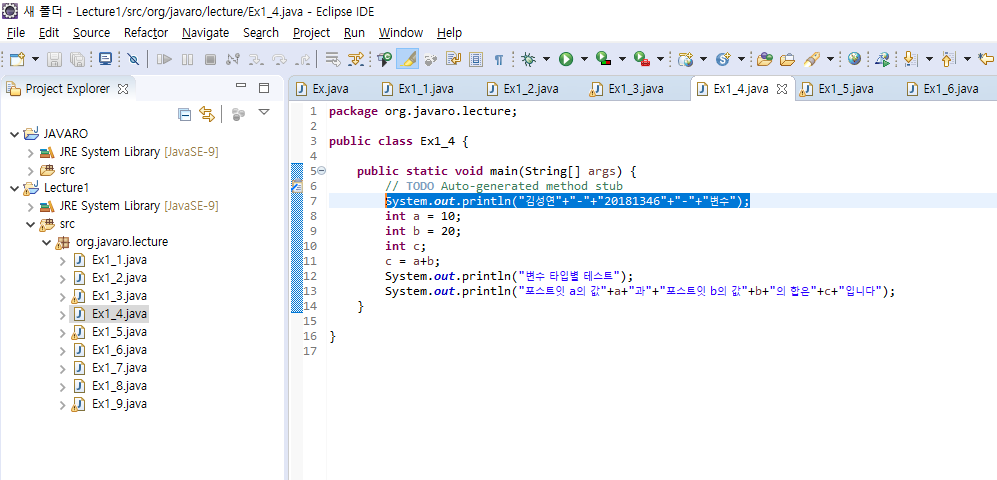 새 폴더 - Lecture1/src/org/javaro/lecture/Ex1_4.java - Eclipse IDE
File Edit Source Refactor Navigate Search Project Run Window Help
Project Explorer
JAVARO
JRE System Library [JavaSE-9]
src
Lecture1
JRE System Library [JavaSE-9]
src
org.javaro.lecture
Ex1_1.java
Ex1_2.java
Ex1_3.java
Ex1_4.java
Ex1_5.java
Ex1_6.java
Ex1_7.java
Ex1_8.java
Ex1_9.java
Ex.java Ex1_1.java Ex1_2.java Ex1_3.java Ex1_4.java Ex1_5.java Ex1_6.java
1 package org.javaro.lecture;
2
3 public class Ex1_4 {
4
5 public static void main(String[] args) {
6 // TODO Auto-generated method stub
7 System.out.println("김성연"+"-"+"20181346"+"-"+"변수");
8 int a = 10;
9 int b = 20;
10 int c;
11 c = a+b;
12 System.out.println("변수 타입별 테스트");
13 System.out.println("포스트잇 a의 값"+a+"과"+"포스트잇 b의 값"+b+"의 합은"+c+"입니다");
14 }
15
16 }
17